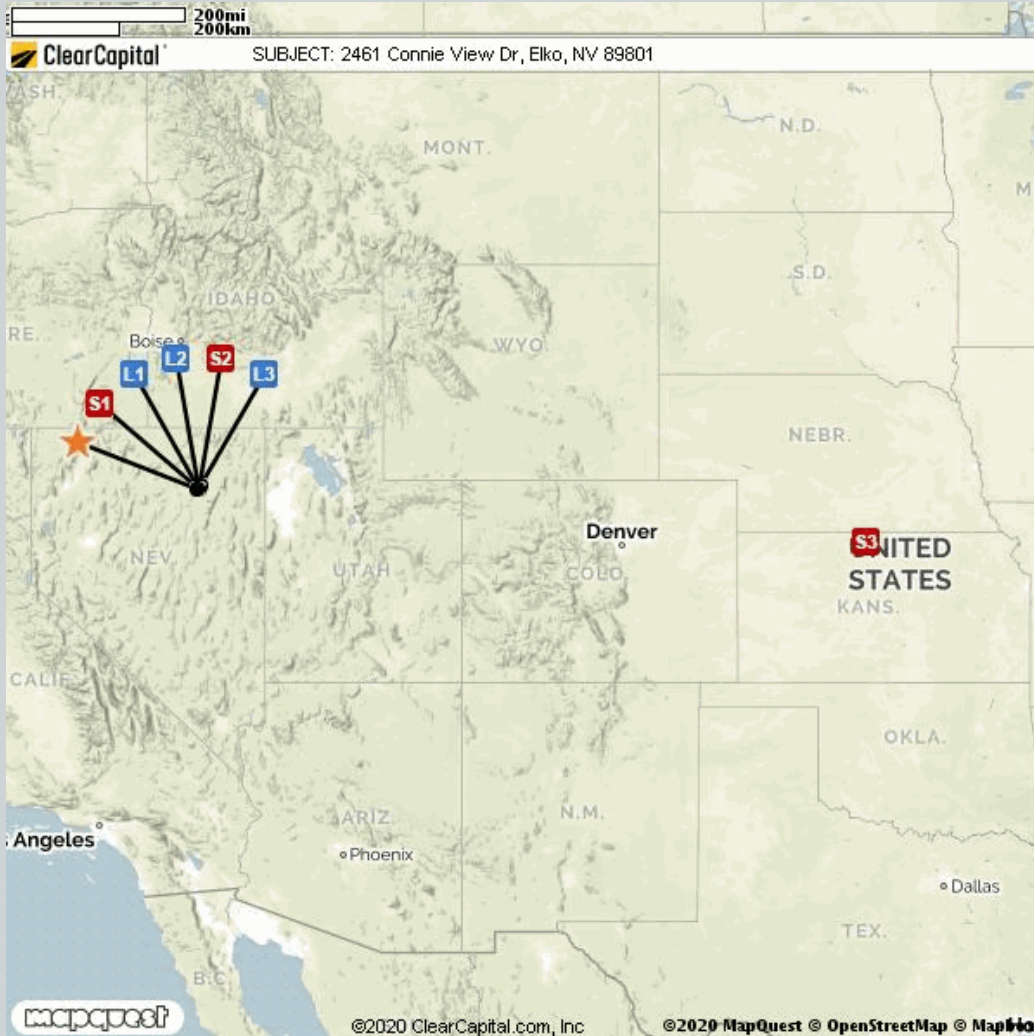 200mi
200km
ClearCapital SUBJECT: 2461 Connie View Dr, Elko, NV 89801
WASH.
MONT.
N.D.
M
S.D.
IDAHO
RE.
Boise
WYO.
L1
L2
S2
L3
S1
NEBR.
Denver
S3
UNITED
STATES
NEV.
UTAH
COLO.
KANS.
CALIF.
OKLA.
ARIZ.
N.M.
Angeles
Phoenix
Dallas
TEX.
B.C.
mapquest
©2020 ClearCapital.com, Inc ©2020 MapQuest © OpenStreetMap ©